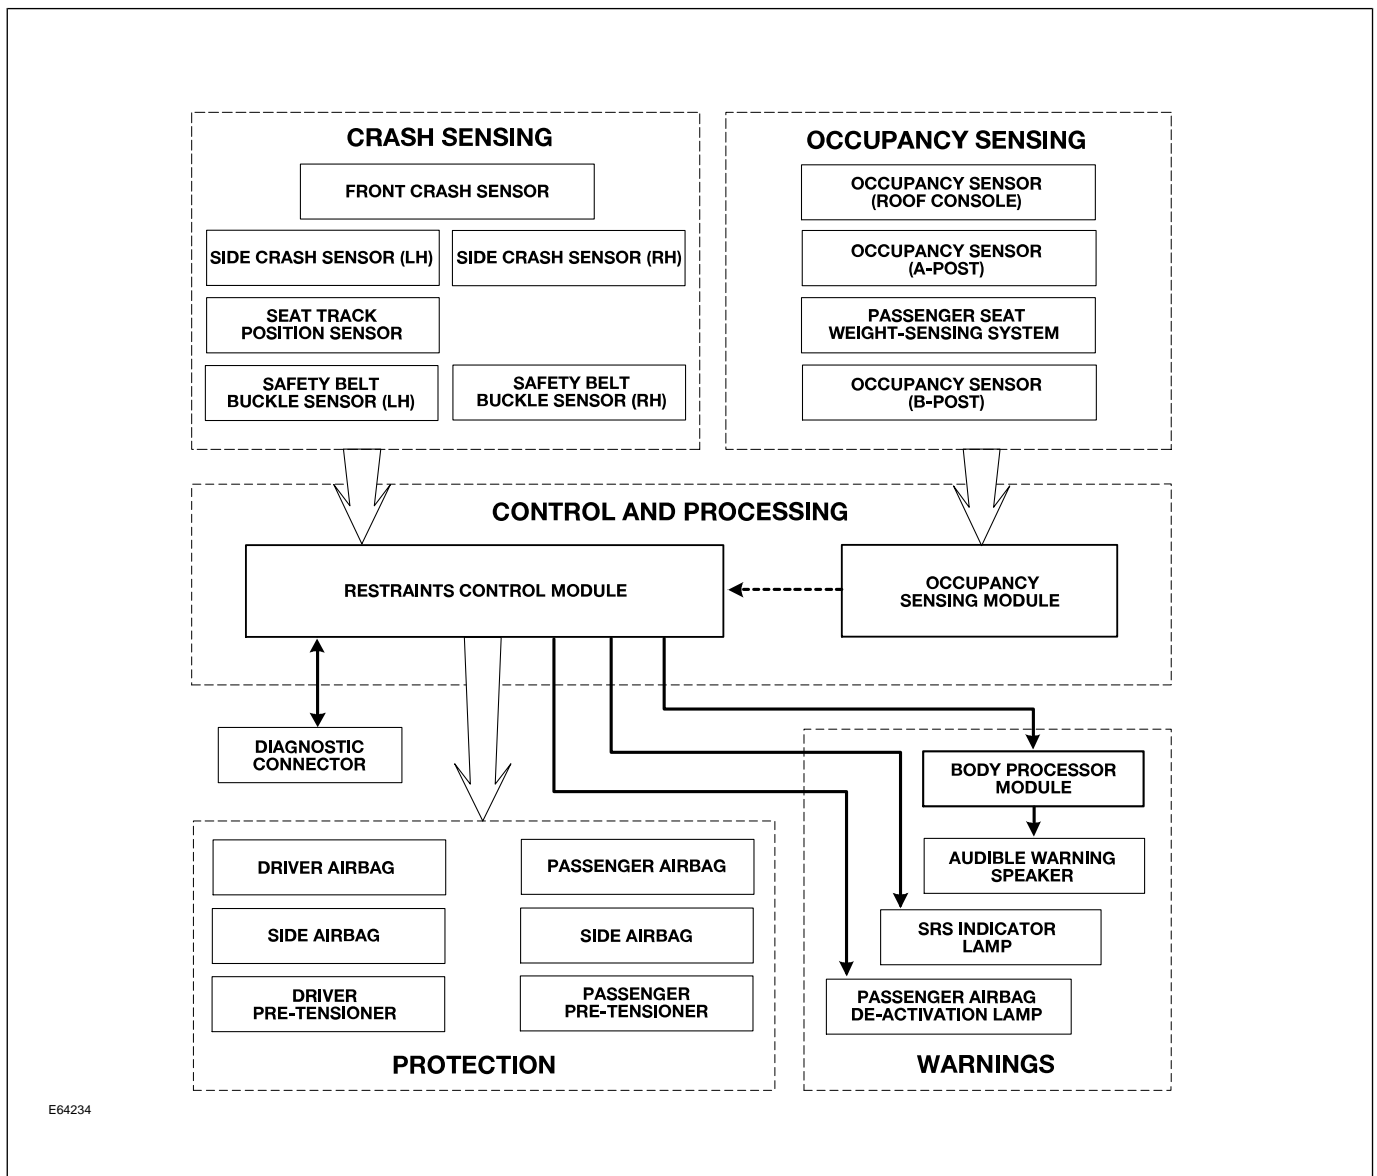 CRASH SENSING
FRONT CRASH SENSOR
SIDE CRASH SENSOR (LH)
SIDE CRASH SENSOR (RH)
SEAT TRACK
POSITION SENSOR
SAFETY BELT
BUCKLE SENSOR (LH)
SAFETY BELT
BUCKLE SENSOR (RH)
OCCUPANCY SENSING
OCCUPANCY SENSOR
(ROOF CONSOLE)
OCCUPANCY SENSOR
(A-POST)
PASSENGER SEAT
WEIGHT-SENSING SYSTEM
OCCUPANCY SENSOR
(B-POST)
CONTROL AND PROCESSING
RESTRAINTS CONTROL MODULE
OCCUPANCY
SENSING MODULE
DIAGNOSTIC
CONNECTOR
DRIVER AIRBAG
PASSENGER AIRBAG
SIDE AIRBAG
SIDE AIRBAG
DRIVER
PRE-TENSIONER
PASSENGER
PRE-TENSIONER
PROTECTION
BODY PROCESSOR
MODULE
AUDIBLE WARNING
SPEAKER
SRS INDICATOR
LAMP
PASSENGER AIRBAG
DE-ACTIVATION LAMP
WARNINGS
E64234